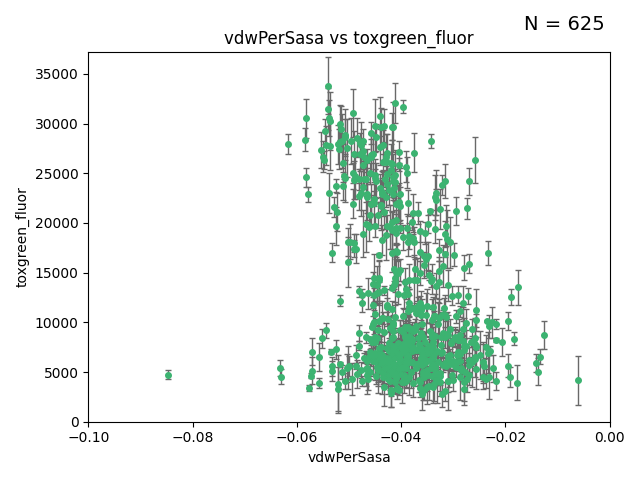 N = 625
vdwPerSasa vs toxgreen_fluor
35000
30000
25000
20000
15000
10000
5000
0
toxgreen_fluor
−0.10 −0.08 −0.06 −0.04 −0.02 0.00
vdwPerSasa